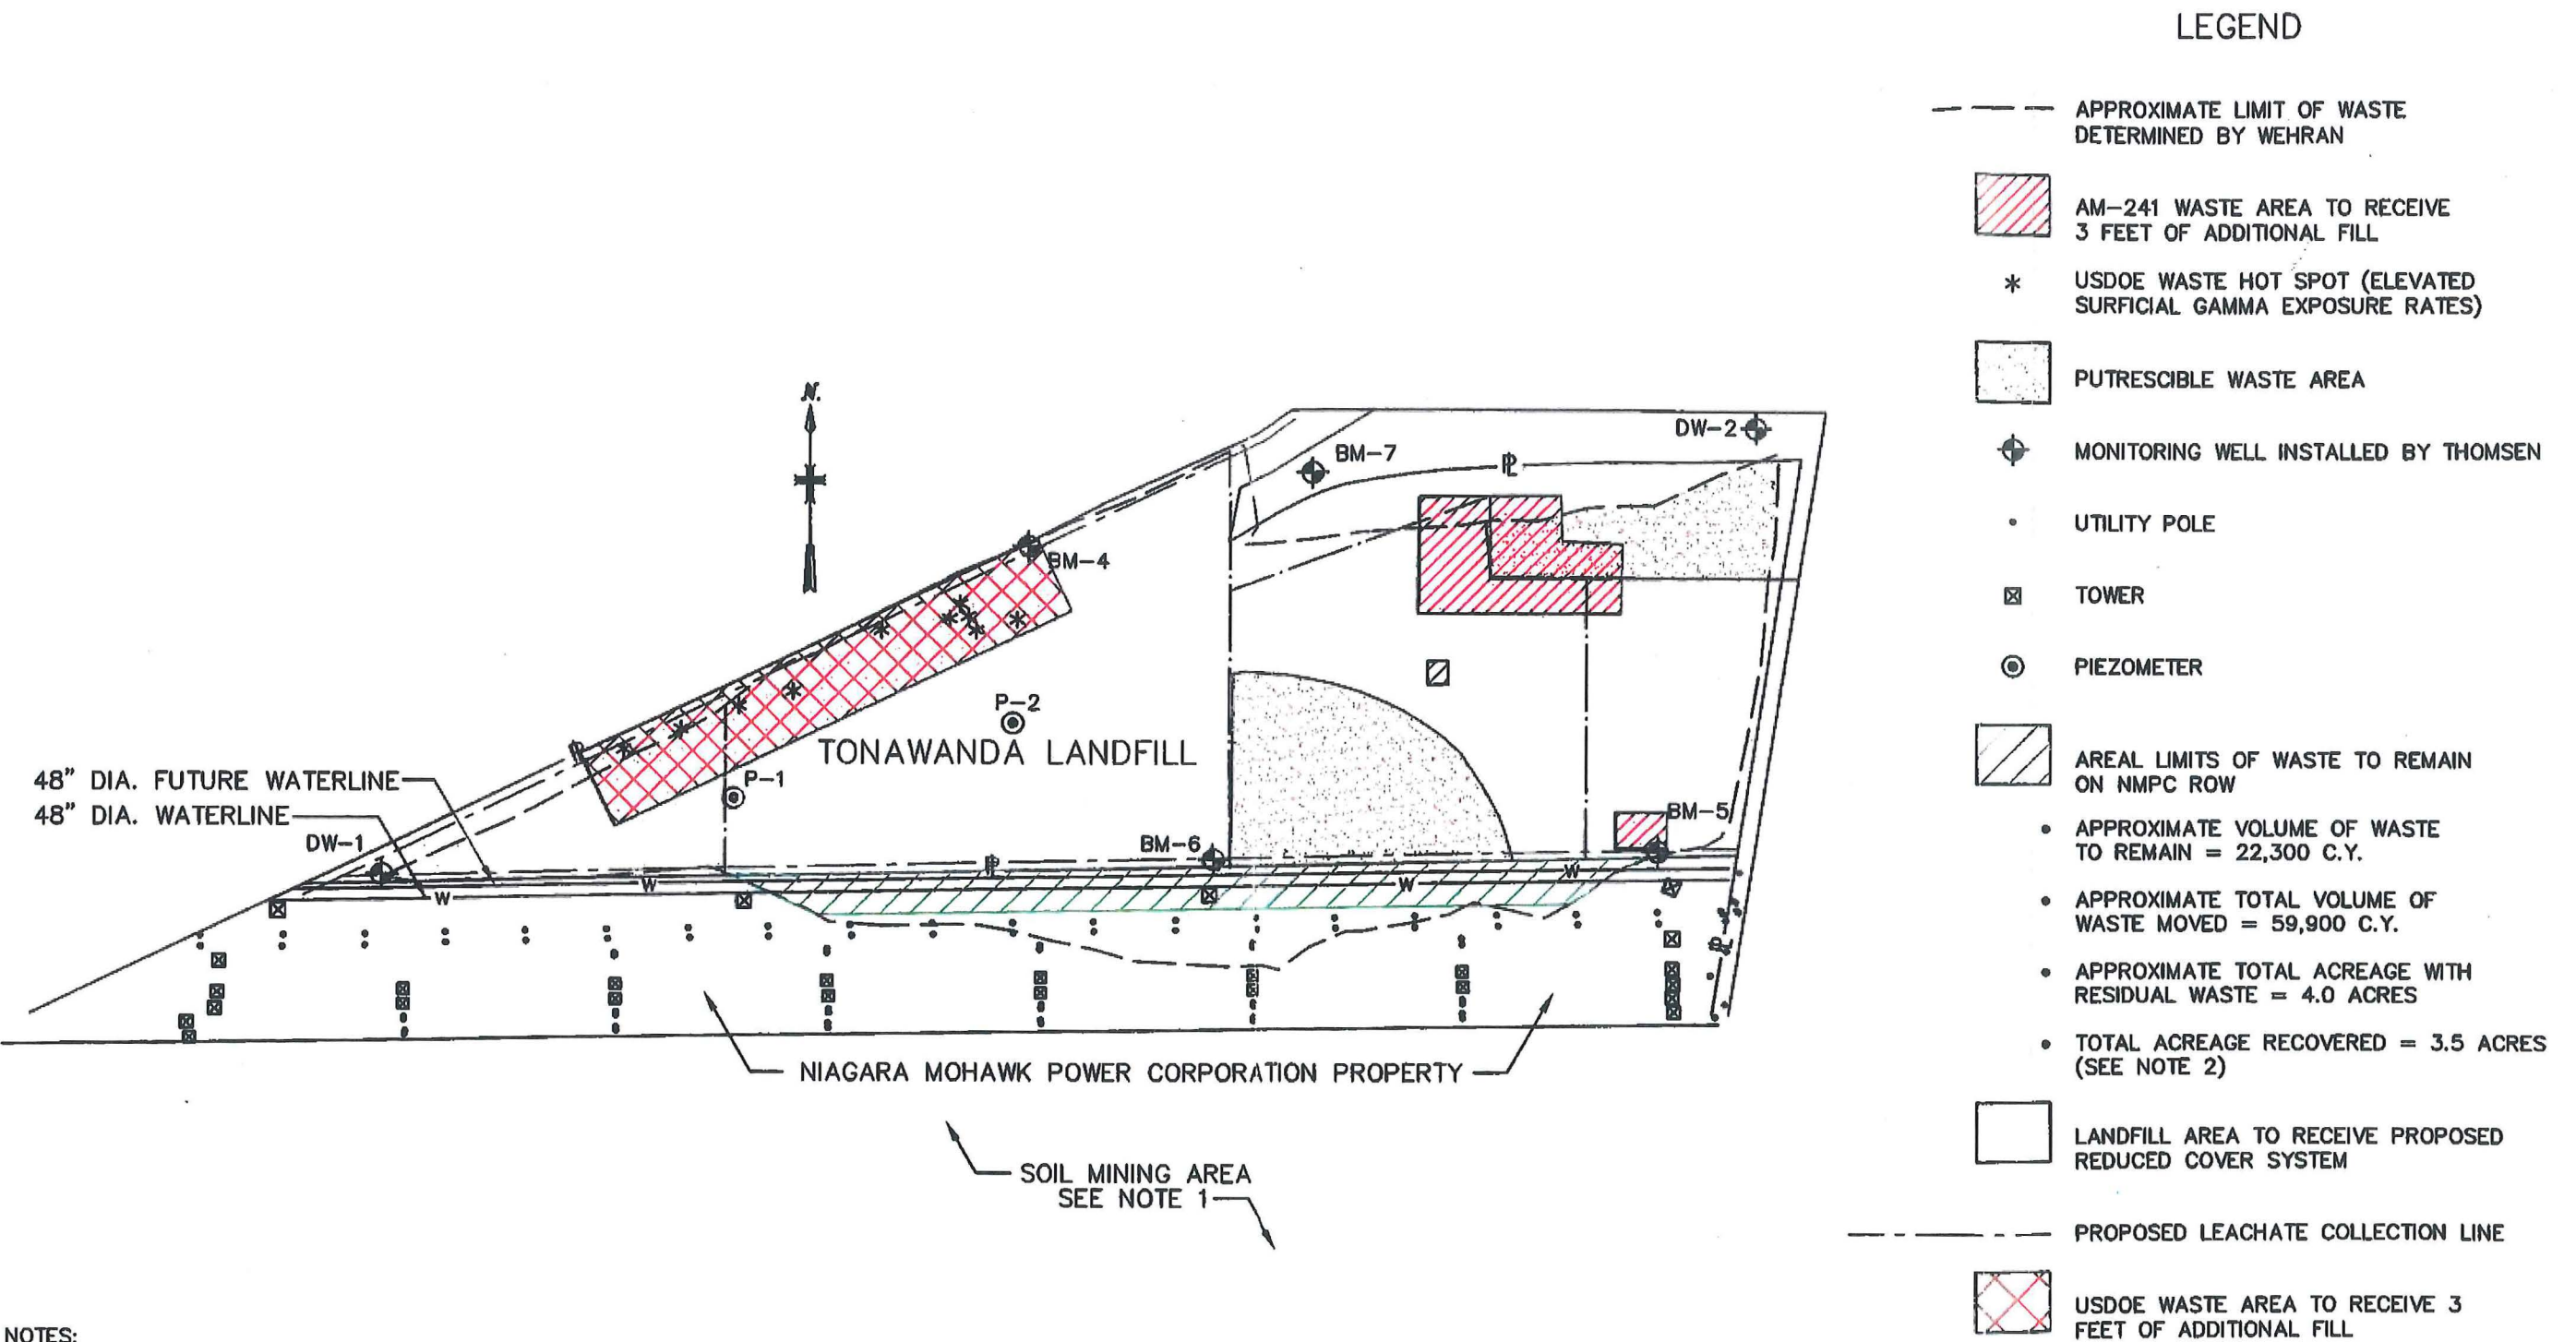 LEGEND
APPROXIMATE LIMIT OF WASTE
DETERMINED BY WEHRAN
AM-241 WASTE AREA TO RECEIVE
3 FEET OF ADDITIONAL FILL
USDOE WASTE HOT SPOT (ELEVATED
SURFICIAL GAMMA EXPOSURE RATES)
PUTRESCIBLE WASTE AREA
MONITORING WELL INSTALLED BY THOMSEN
UTILITY POLE
TOWER
PIEZOMETER
AREAL LIMITS OF WASTE TO REMAIN
ON NMPC ROW
• APPROXIMATE VOLUME OF WASTE
TO REMAIN = 22,300 C.Y.
• APPROXIMATE TOTAL VOLUME OF
WASTE MOVED = 59,900 C.Y.
• APPROXIMATE TOTAL ACREAGE WITH
RESIDUAL WASTE = 4.0 ACRES
• TOTAL ACREAGE RECOVERED = 3.5 ACRES
(SEE NOTE 2)
LANDFILL AREA TO RECEIVE PROPOSED
REDUCED COVER SYSTEM
PROPOSED LEACHATE COLLECTION LINE
USDOE WASTE AREA TO RECEIVE 3
FEET OF ADDITIONAL FILL
N.
DW-2
BM-7
PL
BM-4
P-2
TONAWANDA LANDFILL
P-1
48" DIA. FUTURE WATERLINE
48" DIA. WATERLINE
DW-1
BM-6
BM-5
PL
W
W
W
W
PL
PL
NIAGARA MOHAWK POWER CORPORATION PROPERTY
SOIL MINING AREA
SEE NOTE 1
NOTES: